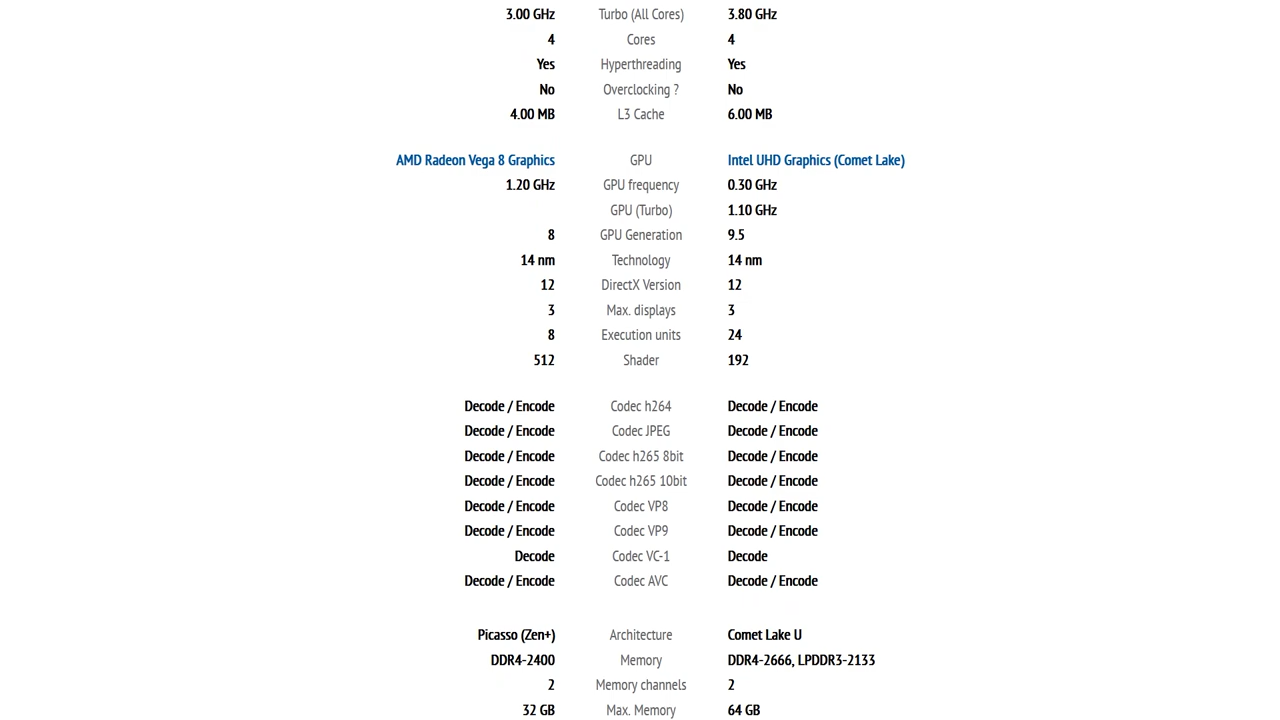 3.00 GHz Turbo (All Cores) 3.80 GHz
4 Cores 4
Yes Hyperthreading Yes
No Overclocking ? No
4.00 MB L3 Cache 6.00 MB
AMD Radeon Vega 8 Graphics GPU Intel UHD Graphics (Comet Lake)
1.20 GHz GPU frequency 0.30 GHz
GPU (Turbo) 1.10 GHz
8 GPU Generation 9.5
14 nm Technology 14 nm
12 DirectX Version 12
3 Max. displays 3
8 Execution units 24
512 Shader 192
Decode / Encode Codec h264 Decode / Encode
Decode / Encode Codec JPEG Decode / Encode
Decode / Encode Codec h265 8bit Decode / Encode
Decode / Encode Codec h265 10bit Decode / Encode
Decode / Encode Codec VP8 Decode / Encode
Decode / Encode Codec VP9 Decode / Encode
Decode Codec VC-1 Decode
Decode / Encode Codec AVC Decode / Encode
Picasso (Zen+) Architecture Comet Lake U
DDR4-2400 Memory DDR4-2666, LPDDR3-2133
2 Memory channels 2
32 GB Max. Memory 64 GB